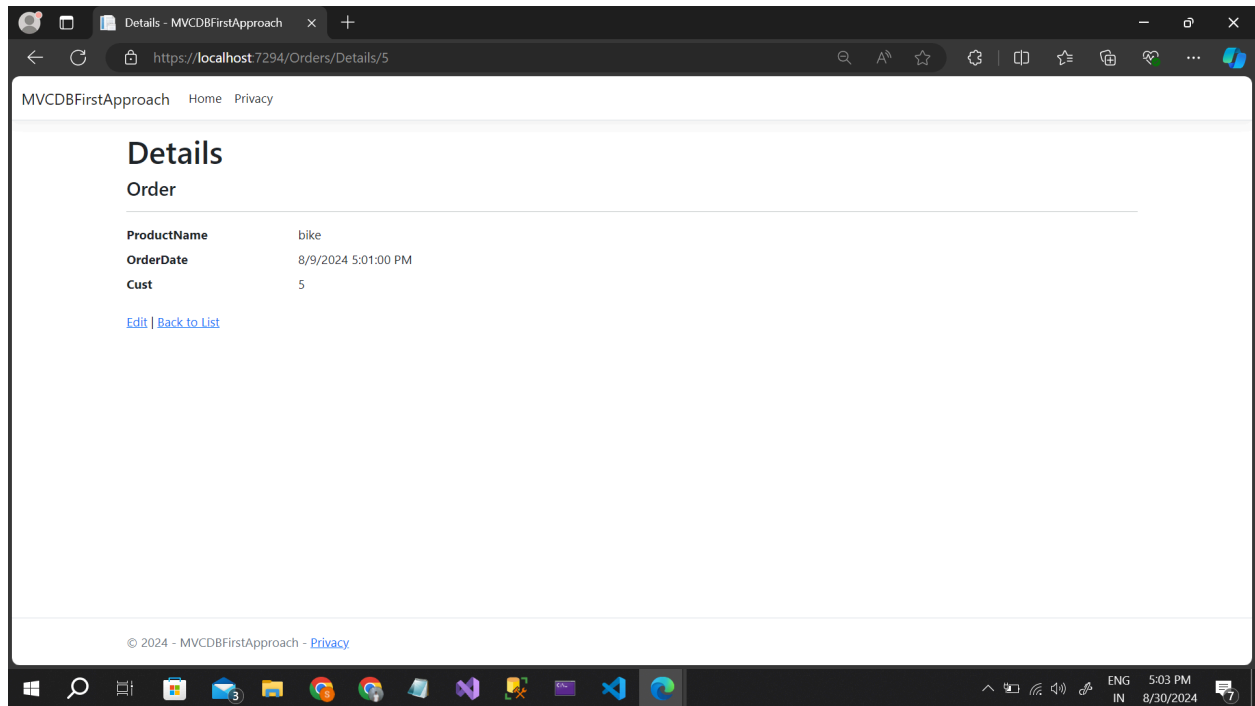 Details - MVCDBFirstApproach
https://localhost:7294/Orders/Details/5
MVCDBFirstApproach Home Privacy
Details
Order
ProductName bike
OrderDate 8/9/2024 5:01:00 PM
Cust 5
Edit | Back to List
© 2024 - MVCDBFirstApproach - Privacy
3
S
ENG 5:03 PM
IN 8/30/2024
7